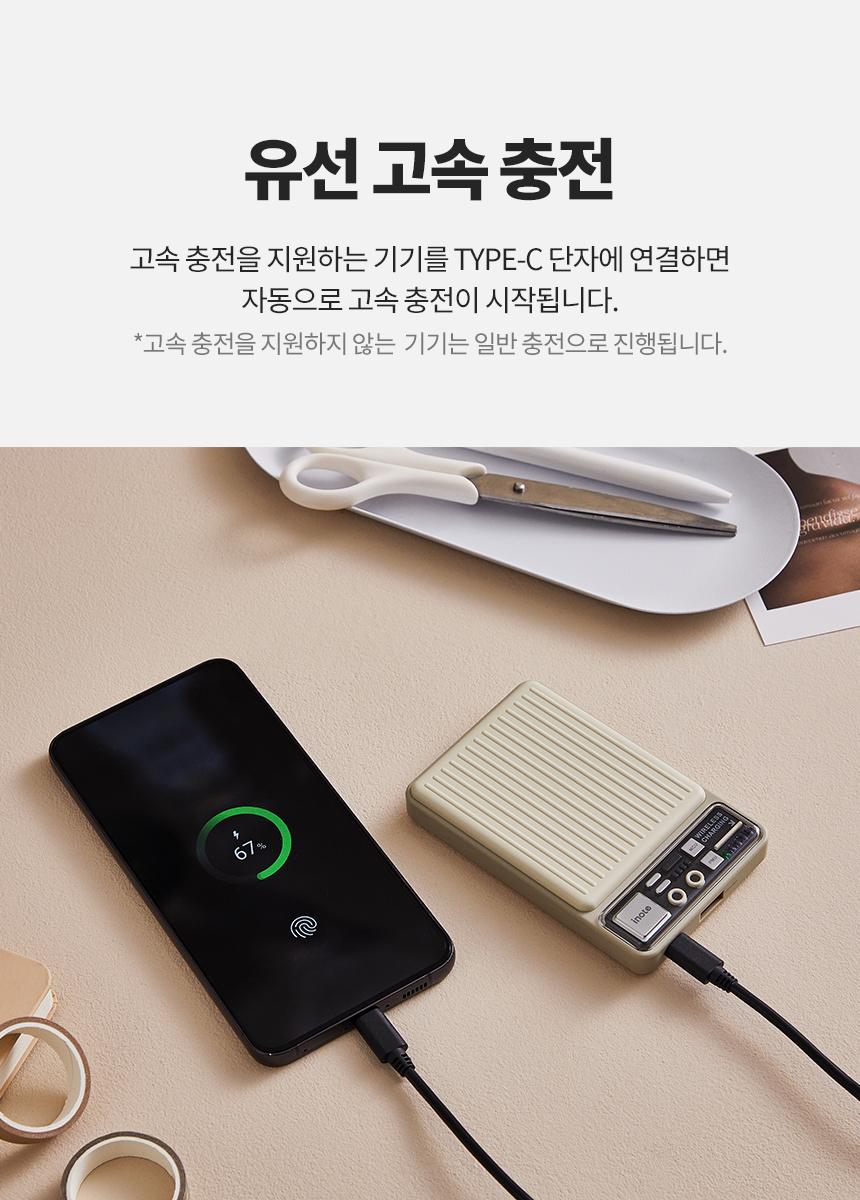 유선 고속 충전
고속 충전을 지원하는 기기를 TYPE-C 단자에 연결하면
자동으로 고속 충전이 시작됩니다.
*고속 충전을 지원하지 않는 기기는 일반 충전으로 진행됩니다.
67%
WIRELESS
CHARGING
inote